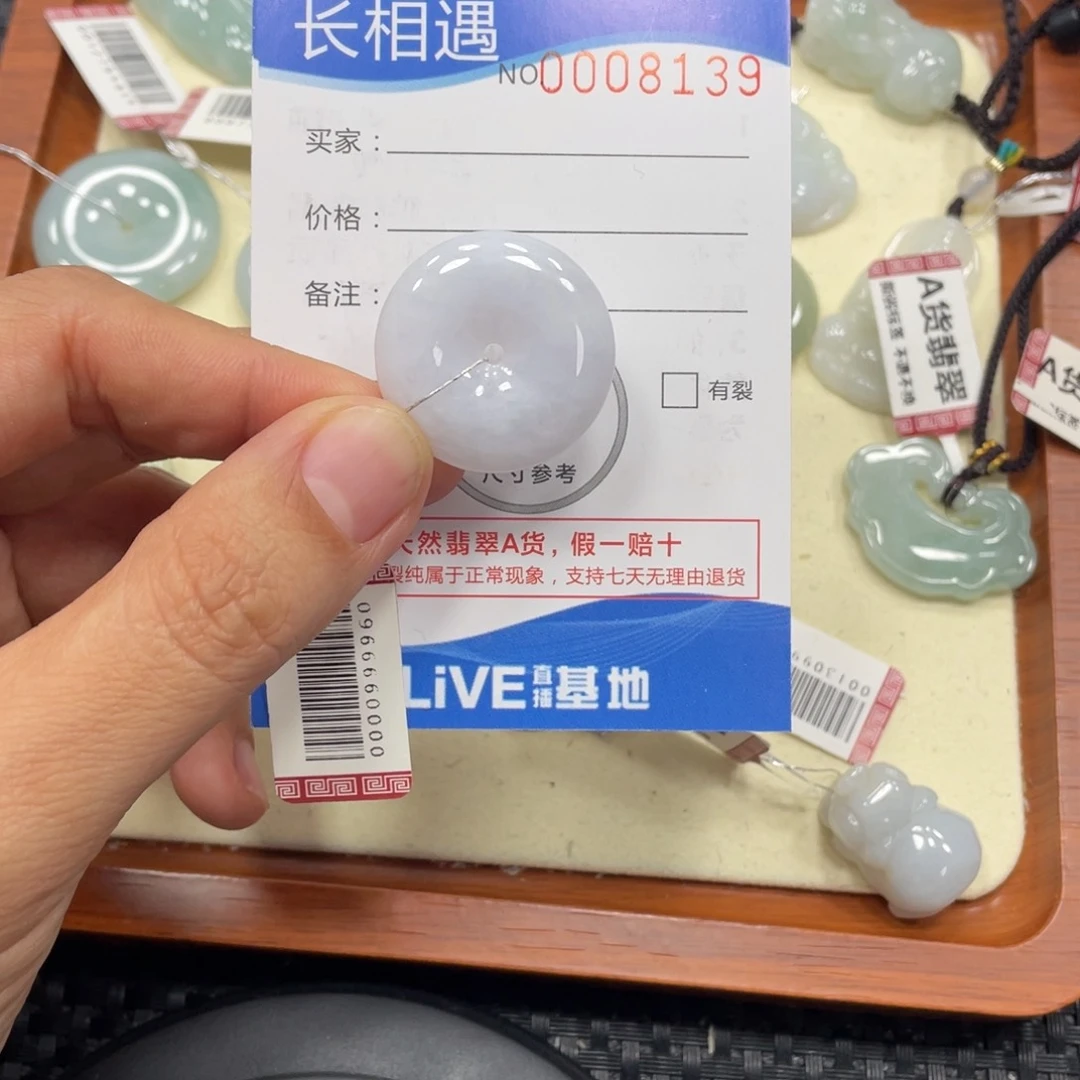 长相遇
NO0008139
买家：
价格：
备注：
有裂
尺寸参考
天然翡翠A货，假一赔十
裂纯属于正常现象，支持七天无理由退货
LiVE直播基地
0966660000
A货翡翠
A货
001309